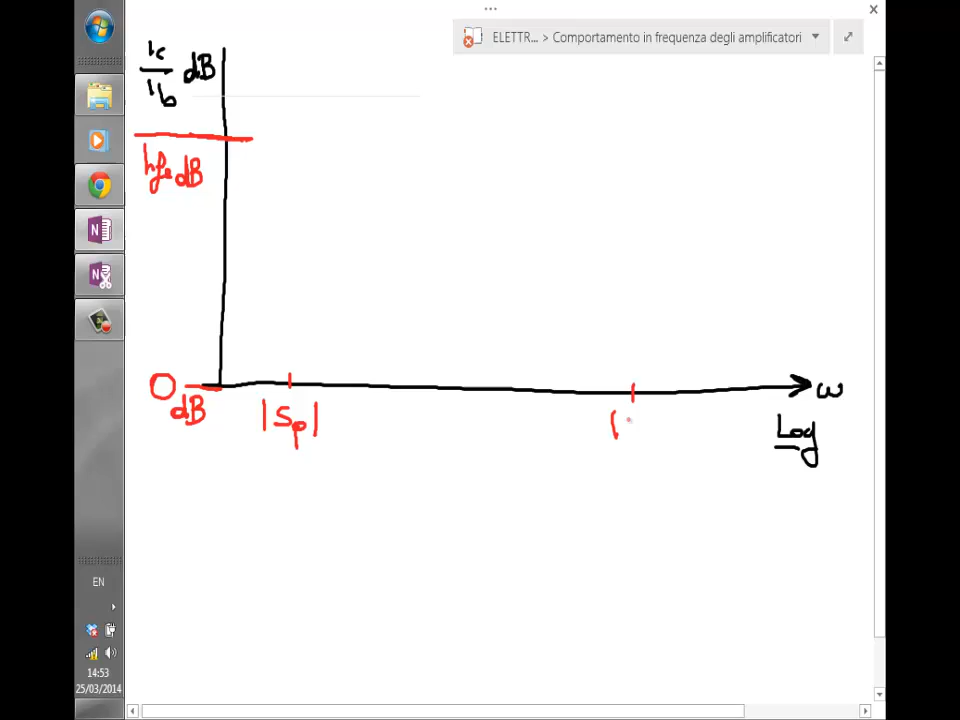 ELETTR... > Comportamento in frequenza degli amplificatori
Ic
Ib
dB
hfe dB
0
dB
|Sp|
ω
Log
EN
14:53
25/03/2014